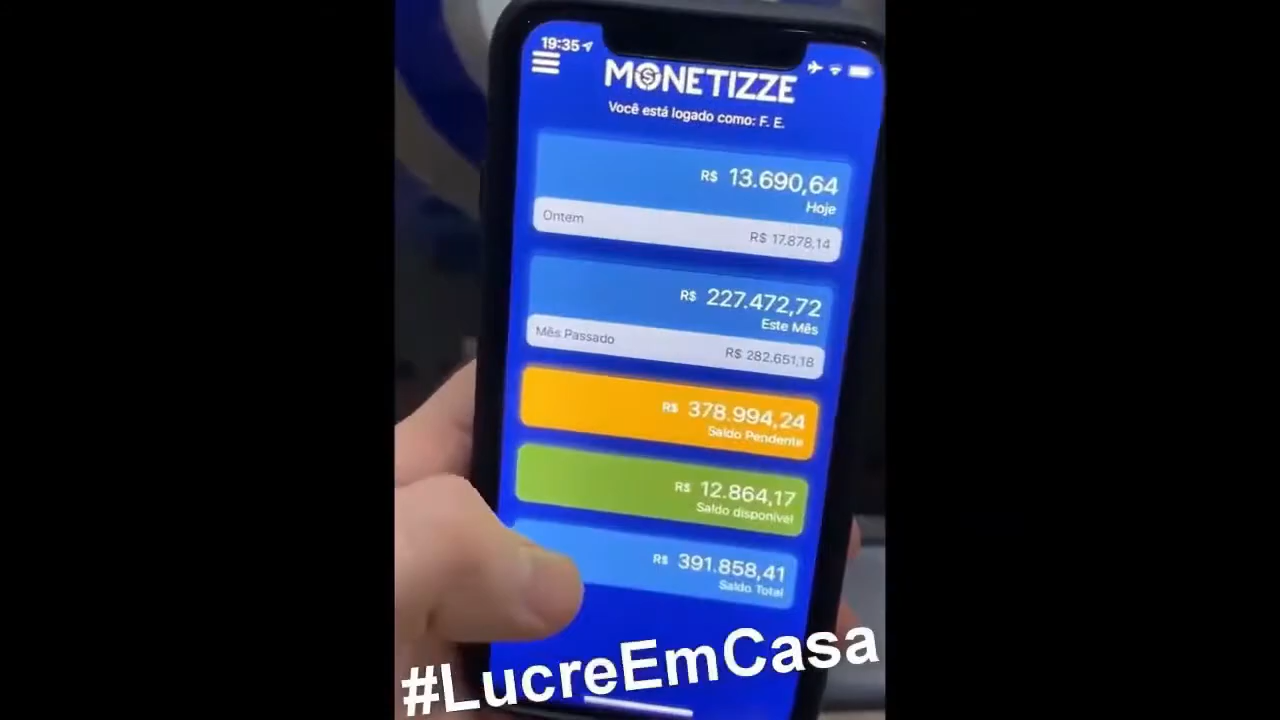 19:35
MONETIZZE
Você está logado como: F. E.
R$ 13.690,64
Hoje
Ontem R$ 17.878,14
R$ 227.472,72
Este Mês
Mês Passado R$ 282.651,18
R$ 378.994,24
Saldo Pendente
R$ 12.864,17
Saldo disponível
R$ 391.858,41
Saldo Total
#LucreEmCasa